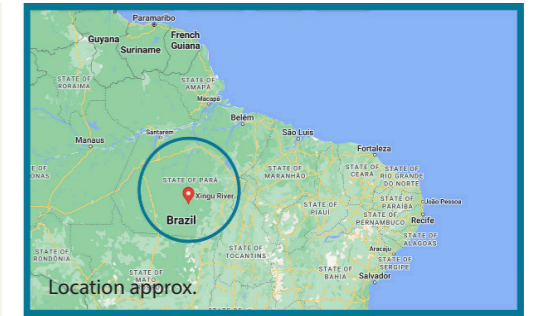 Paramaribo
Guyana
Suriname
French
Guiana
STATE OF
RORAIMA
STATE OF
AMAPÁ
Macapá
Belém
Santarém
Manaus
São Luís
Fortaleza
STATE OF PARÁ
STATE OF
MARANHÃO
STATE OF
CEARÁ
STATE OF
RIO GRANDE
DO NORTE
Xingu River
STATE OF
PARAÍBA
João Pessoa
STATE OF
PIAUÍ
STATE OF
PERNAMBUCO
Recife
Brazil
STATE OF
ALAGOAS
Aracaju
STATE OF
SERGIPE
STATE OF
RONDÔNIA
STATE OF
TOCANTINS
STATE OF
MATO
STATE OF
BAHIA
Salvador
Location approx.